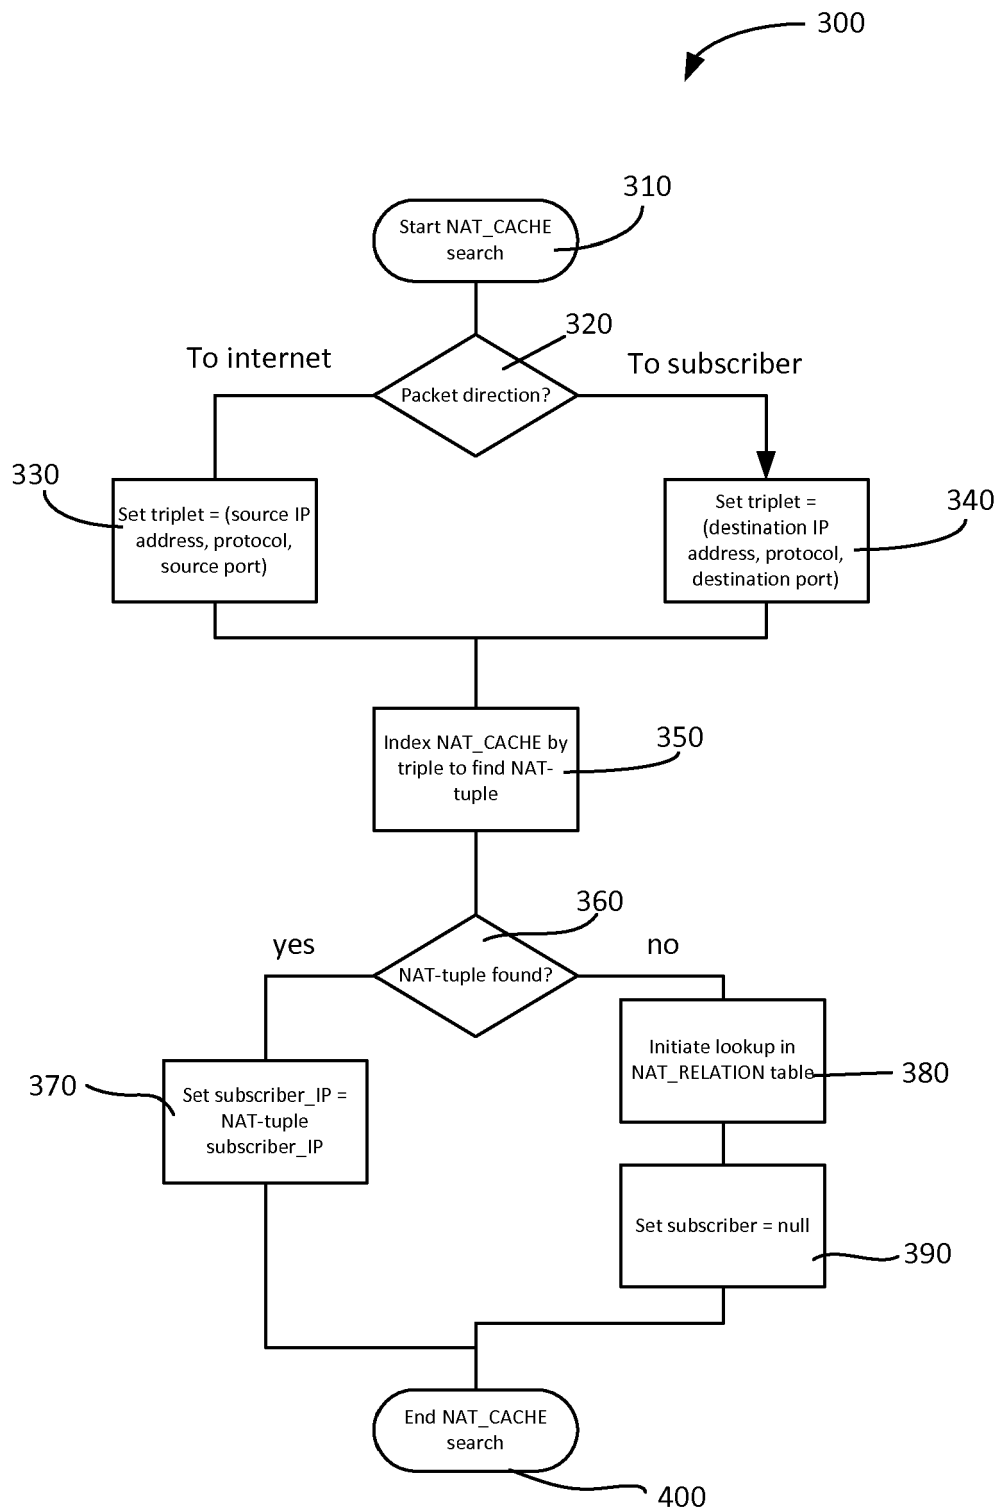 300
310
Start NAT_CACHE
search
320
To internet
To subscriber
Packet direction?
330
Set triplet = (source IP
address, protocol,
source port)
Set triplet =
(destination IP
address, protocol,
destination port)
340
Index NAT_CACHE by
triple to find NAT-
tuple
350
360
yes
no
NAT-tuple found?
370
Set subscriber_IP =
NAT-tuple
subscriber_IP
Initiate lookup in
NAT_RELATION table
380
Set subscriber = null
390
End NAT_CACHE
search
400